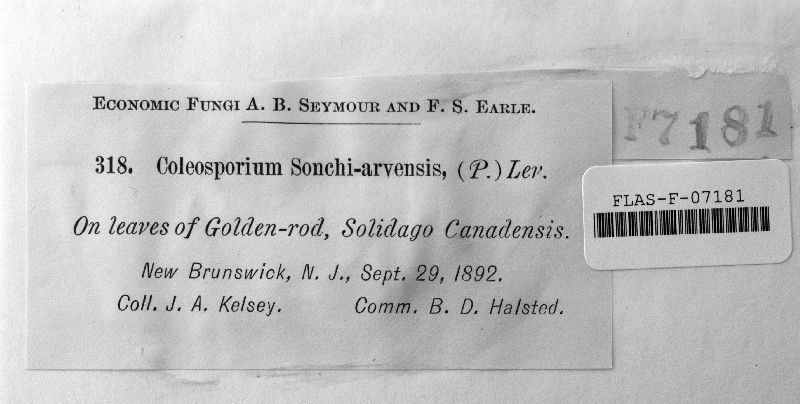 ECONOMIC FUNGI A. B. SEYMOUR AND F. S. EARLE.
318. Coleosporium Sonchi-arvensis, (P.) Lev.
On leaves of Golden-rod, Solidago Canadensis.
New Brunswick, N. J., Sept. 29, 1892.
Coll. J. A. Kelsey. Comm. B. D. Halsted.
F7181
FLAS-F-07181